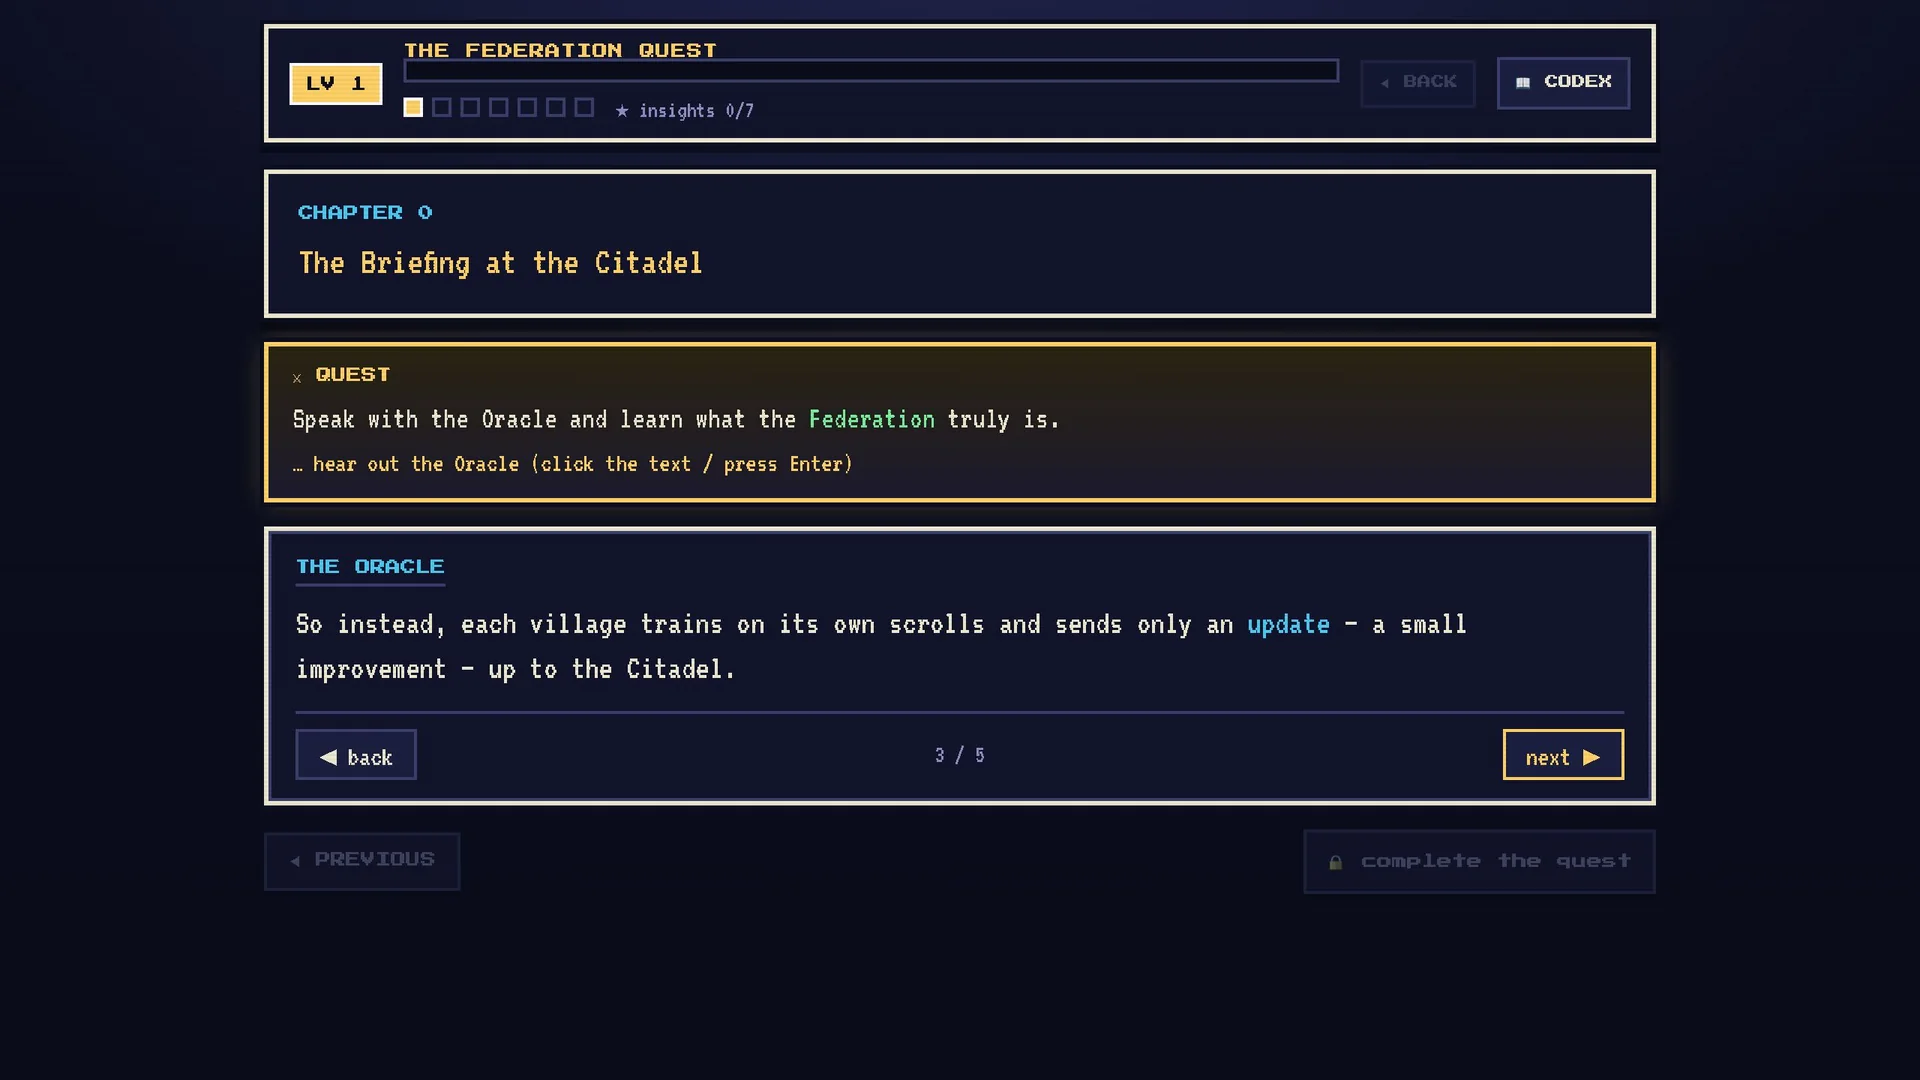 THE FEDERATION QUEST
LV 1
★ insights 0/7
◂ BACK
CODEX
CHAPTER 0
The Briefing at the Citadel
x QUEST
Speak with the Oracle and learn what the Federation truly is.
… hear out the Oracle (click the text / press Enter)
THE ORACLE
So instead, each village trains on its own scrolls and sends only an update – a small
improvement – up to the Citadel.
◀ back
3 / 5
next ▶
◂ PREVIOUS
🔒 complete the quest